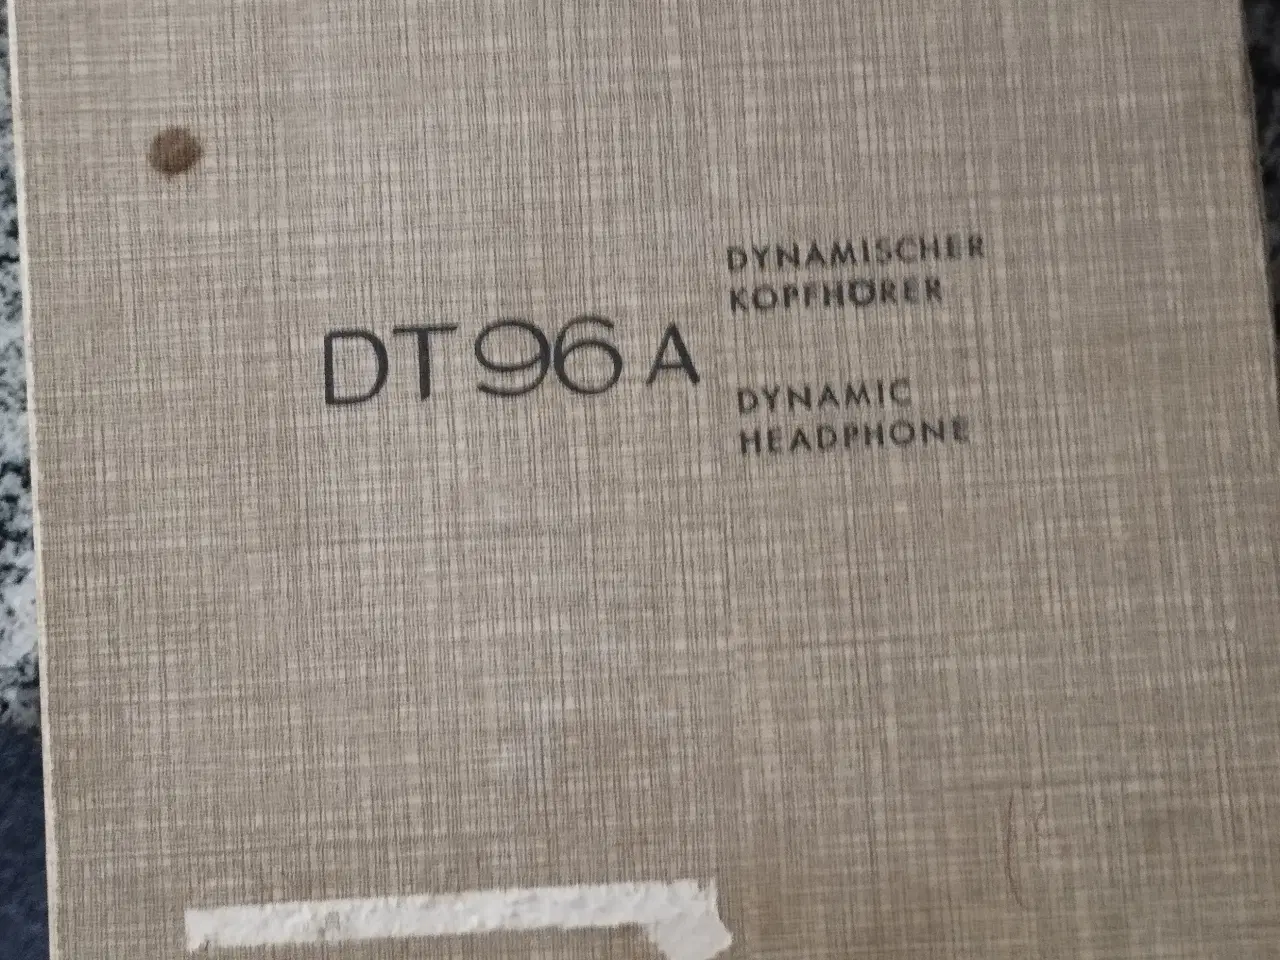 DT 96 A
DYNAMISCHER
KOPFHÖRER
DYNAMIC
HEADPHONE